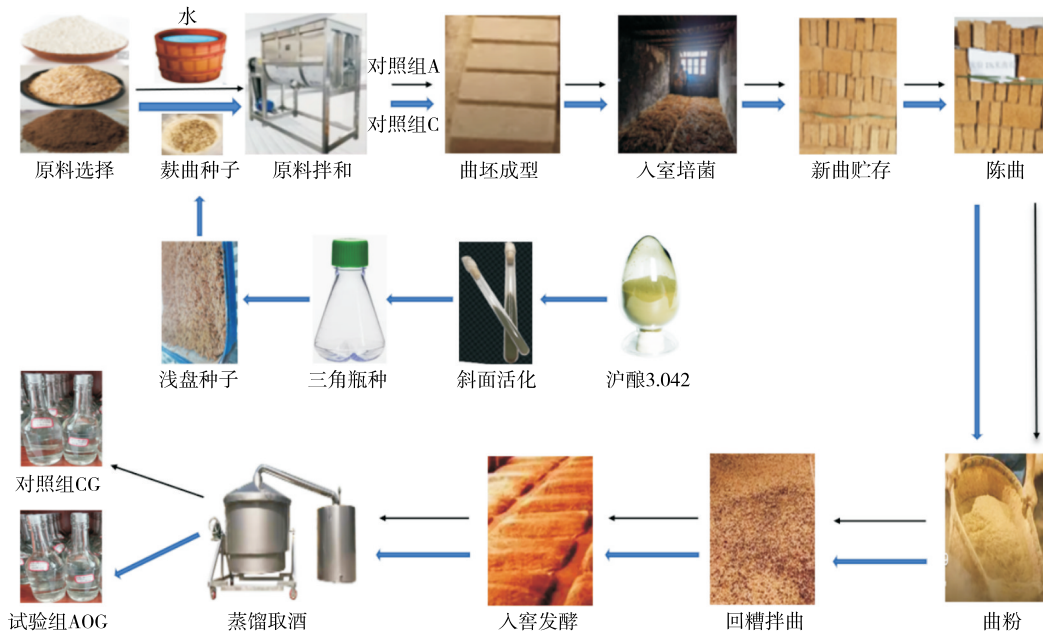 水
对照组A
对照组C
原料选择
麸曲种子
原料拌和
曲坯成型
入室培菌
新曲贮存
陈曲
浅盘种子
三角瓶种
斜面活化
沪酿3.042
对照组CG
试验组AOG
蒸馏取酒
入窖发酵
回糟拌曲
曲粉